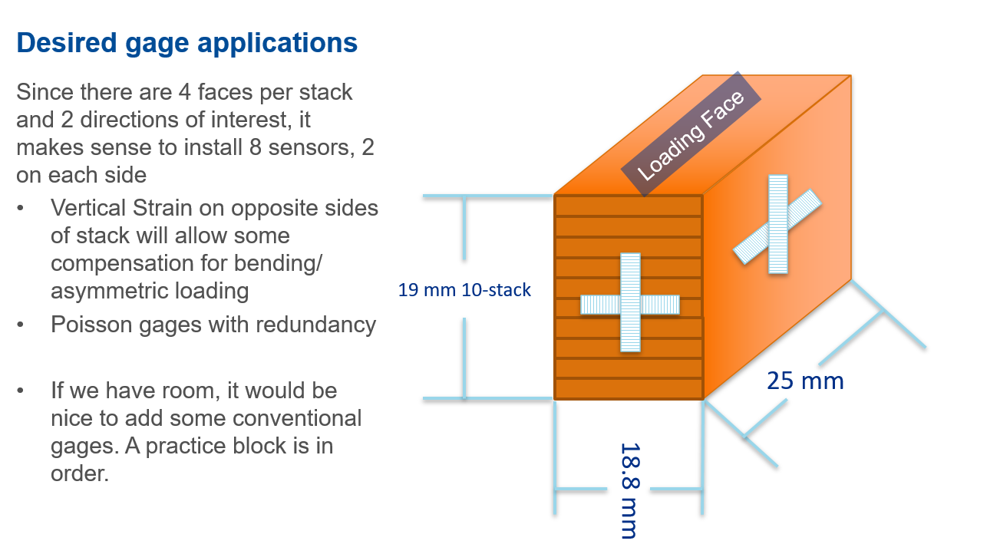 Desired gage applications
Since there are 4 faces per stack
and 2 directions of interest, it
makes sense to install 8 sensors, 2
on each side
• Vertical Strain on opposite sides
of stack will allow some
compensation for bending/
asymmetric loading
• Poisson gages with redundancy
• If we have room, it would be
nice to add some conventional
gages. A practice block is in
order.
Loading Face
19 mm 10-stack
25 mm
18.8 mm